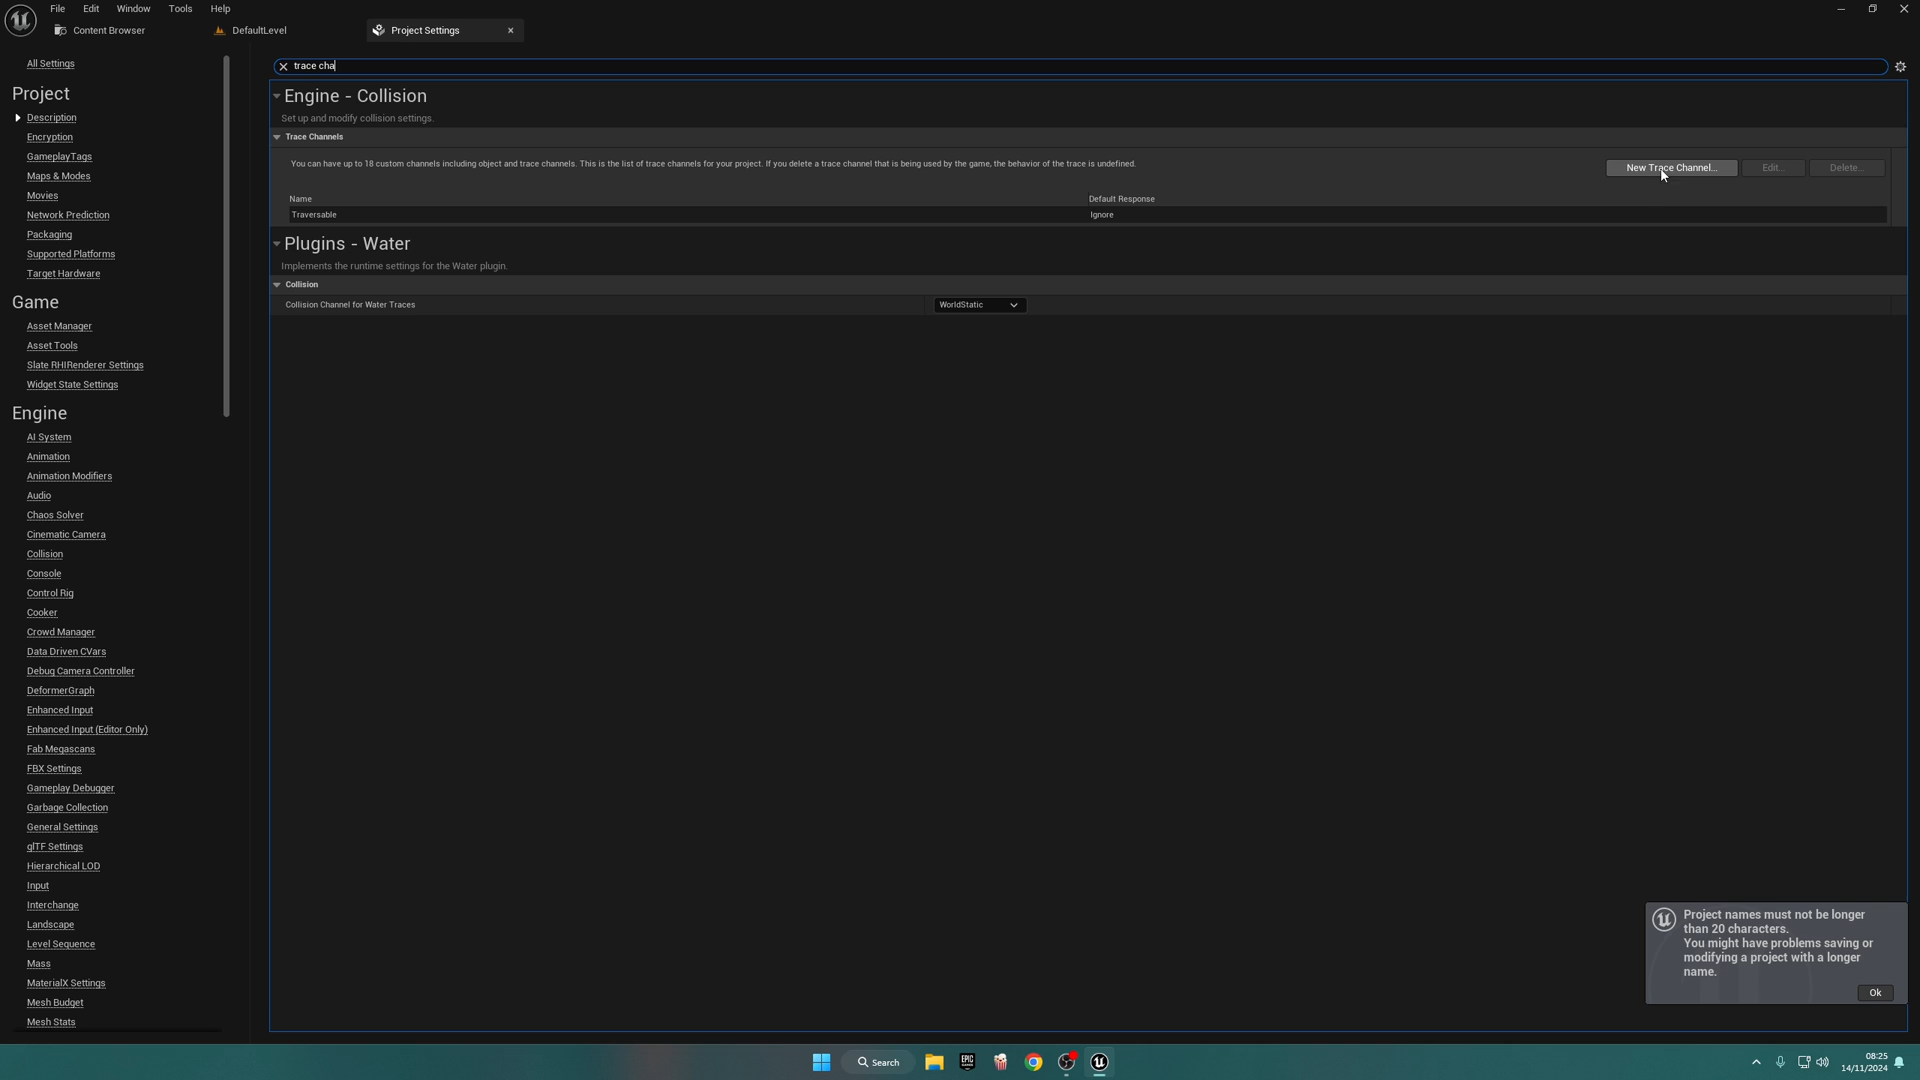 File Edit Window Tools Help
Content Browser DefaultLevel Project Settings
trace cha
All Settings
Project
Description
Encryption
GameplayTags
Maps & Modes
Movies
Network Prediction
Packaging
Supported Platforms
Target Hardware
Game
Asset Manager
Asset Tools
Slate RHIRenderer Settings
Widget State Settings
Engine
AI System
Animation
Animation Modifiers
Audio
Chaos Solver
Cinematic Camera
Collision
Console
Control Rig
Cooker
Crowd Manager
Data Driven CVars
Debug Camera Controller
DeformerGraph
Enhanced Input
Enhanced Input (Editor Only)
Fab Megascans
FBX Settings
Gameplay Debugger
Garbage Collection
General Settings
glTF Settings
Hierarchical LOD
Input
Interchange
Landscape
Level Sequence
Mass
MaterialX Settings
Mesh Budget
Mesh Stats
Engine - Collision
Set up and modify collision settings.
Trace Channels
You can have up to 18 custom channels including object and trace channels. This is the list of trace channels for your project. If you delete a trace channel that is being used by the game, the behavior of the trace is undefined.
New Trace Channel... Edit... Delete...
Name Default Response
Traversable Ignore
Plugins - Water
Implements the runtime settings for the Water plugin.
Collision
Collision Channel for Water Traces WorldStatic
Project names must not be longer
than 20 characters.
You might have problems saving or
modifying a project with a longer
name.
Ok
Search
EPIC GAMES
08:25
14/11/2024